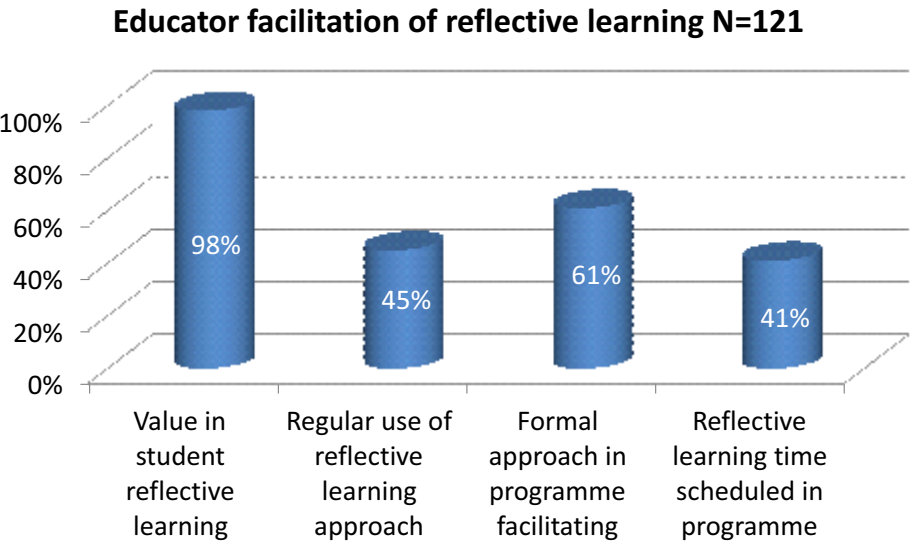 Educator facilitation of reflective learning N=121
100%
80%
60%
40%
20%
0%
98%
45%
61%
41%
Value in
student
reflective
learning
Regular use of
reflective
learning
approach
Formal
approach in
programme
facilitating
Reflective
learning time
scheduled in
programme